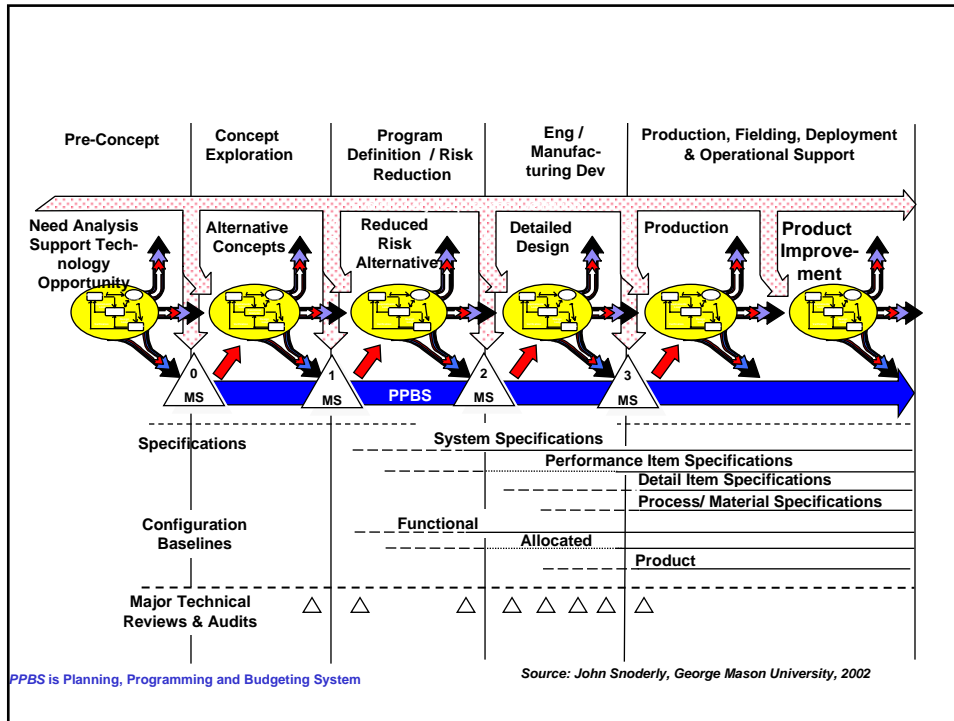 Pre-Concept
Concept
Exploration
Program
Definition / Risk
Reduction
Eng /
Manufac-
turing Dev
Production, Fielding, Deployment
& Operational Support
Need Analysis
Support Tech-
nology
Opportunity
Alternative
Concepts
Reduced
Risk
Alternative
Detailed
Design
Production
Product
Improve-
ment
0
MS
1
MS
PPBS
2
MS
3
MS
Specifications
System Specifications
Performance Item Specifications
Detail Item Specifications
Process/ Material Specifications
Configuration
Baselines
Functional
Allocated
Product
Major Technical
Reviews & Audits
PPBS is Planning, Programming and Budgeting System
Source: John Snoderly, George Mason University, 2002